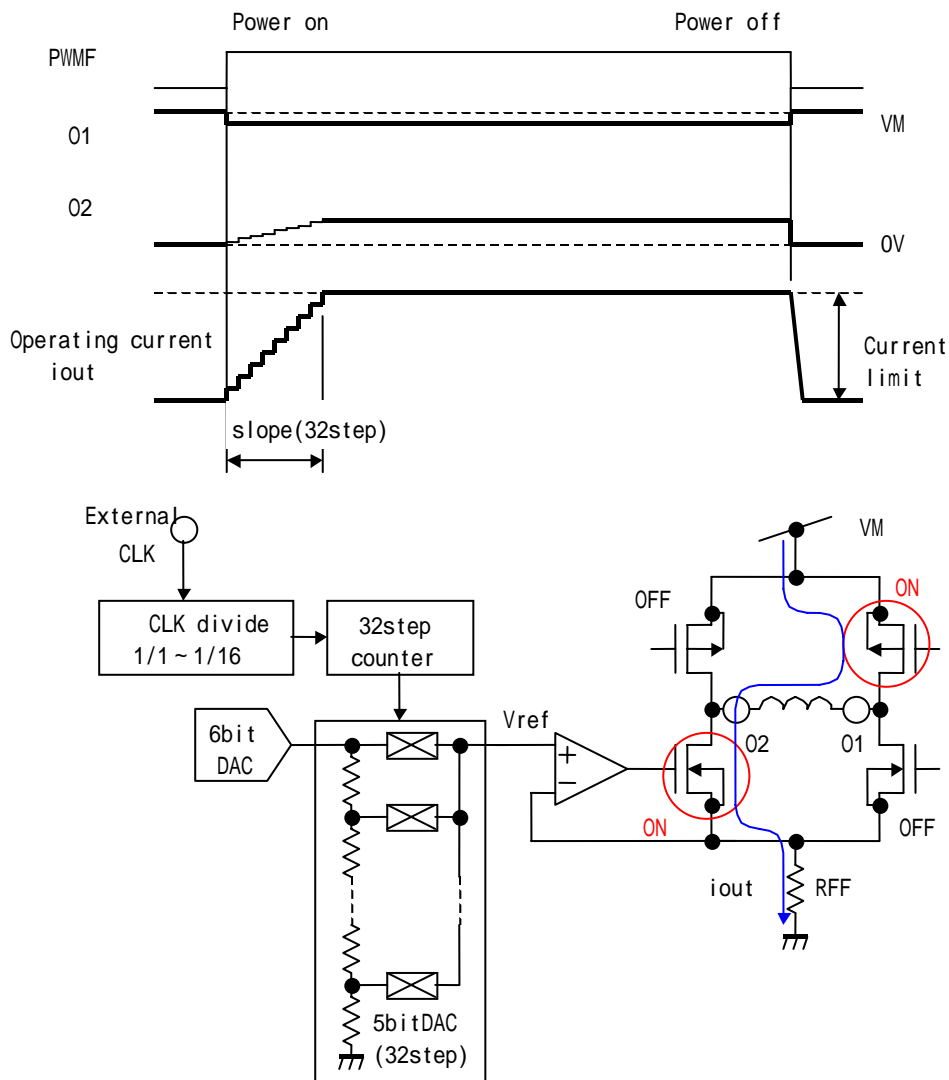 Power on
Power off
PWMF
O1
VM
O2
0V
Operating current
iout
Current
limit
slope(32step)
External
CLK
VM
OFF
ON
CLK divide
1/1~1/16
32step
counter
6bit
DAC
Vref
O2
O1
ON
OFF
iout
RFF
5bitDAC
(32step)